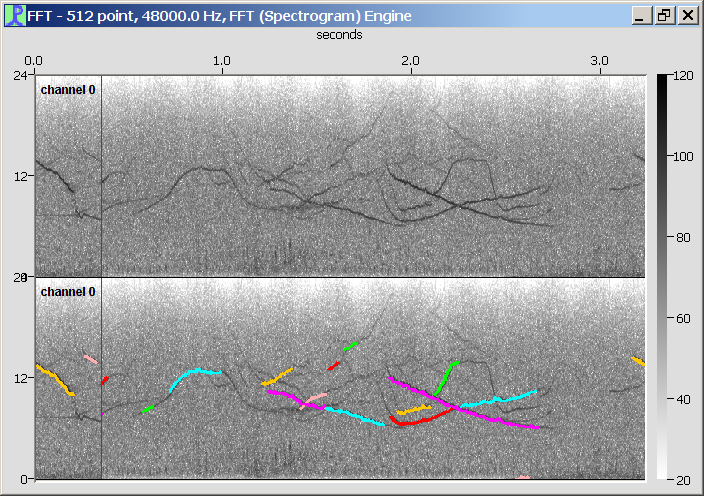 FFT - 512 point, 48000.0 Hz, FFT (Spectrogram) Engine
seconds
0.0 1.0 2.0 3.0
24 120
channel 0
100
12
80
channel 0
60
12
40
0 20